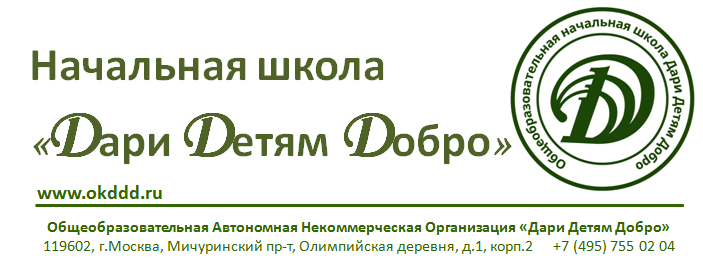 Начальная школа
«Дари Детям Добро»
Общеобразовательная начальная школа Дари Детям Добро
www.okddd.ru
Общеобразовательная Автономная Некоммерческая Организация «Дари Детям Добро»
119602, г.Москва, Мичуринский пр-т, Олимпийская деревня, д.1, корп.2 +7 (495) 755 02 04